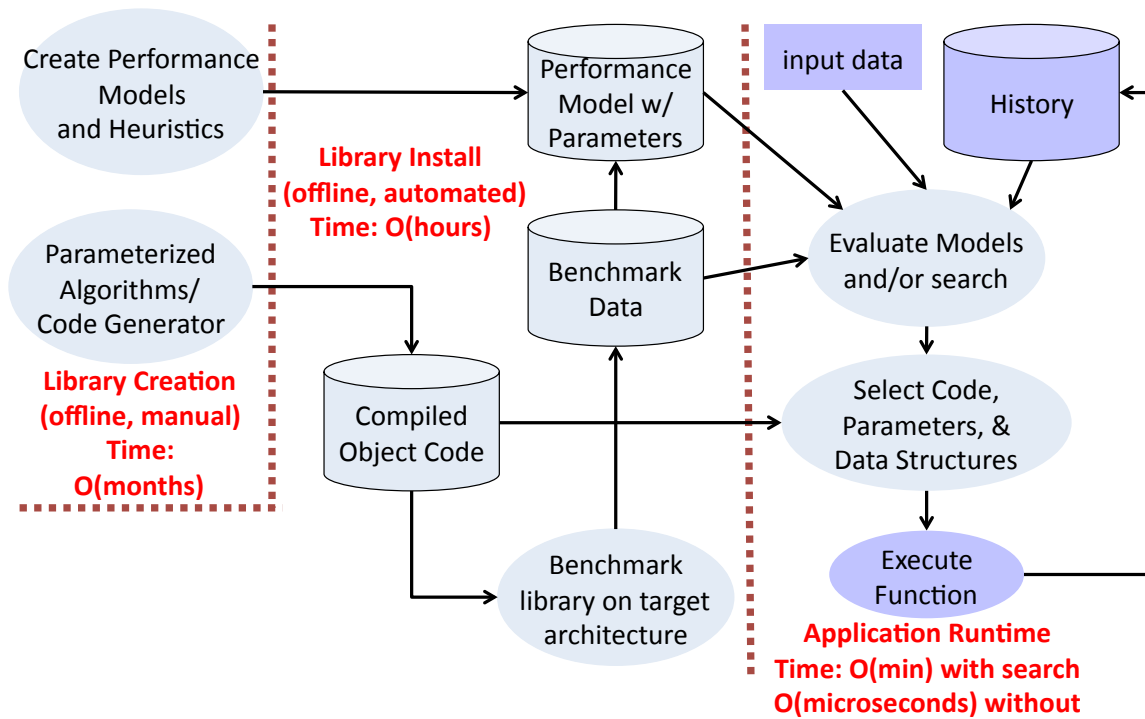 Create Performance
Models
and Heuristics
Performance
Model w/
Parameters
input data
History
Library Install
(offline, automated)
Time: O(hours)
Parameterized
Algorithms/
Code Generator
Benchmark
Data
Evaluate Models
and/or search
Library Creation
(offline, manual)
Time:
O(months)
Compiled
Object Code
Select Code,
Parameters, &
Data Structures
Benchmark
library on target
architecture
Execute
Function
Application Runtime
Time: O(min) with search
O(microseconds) without